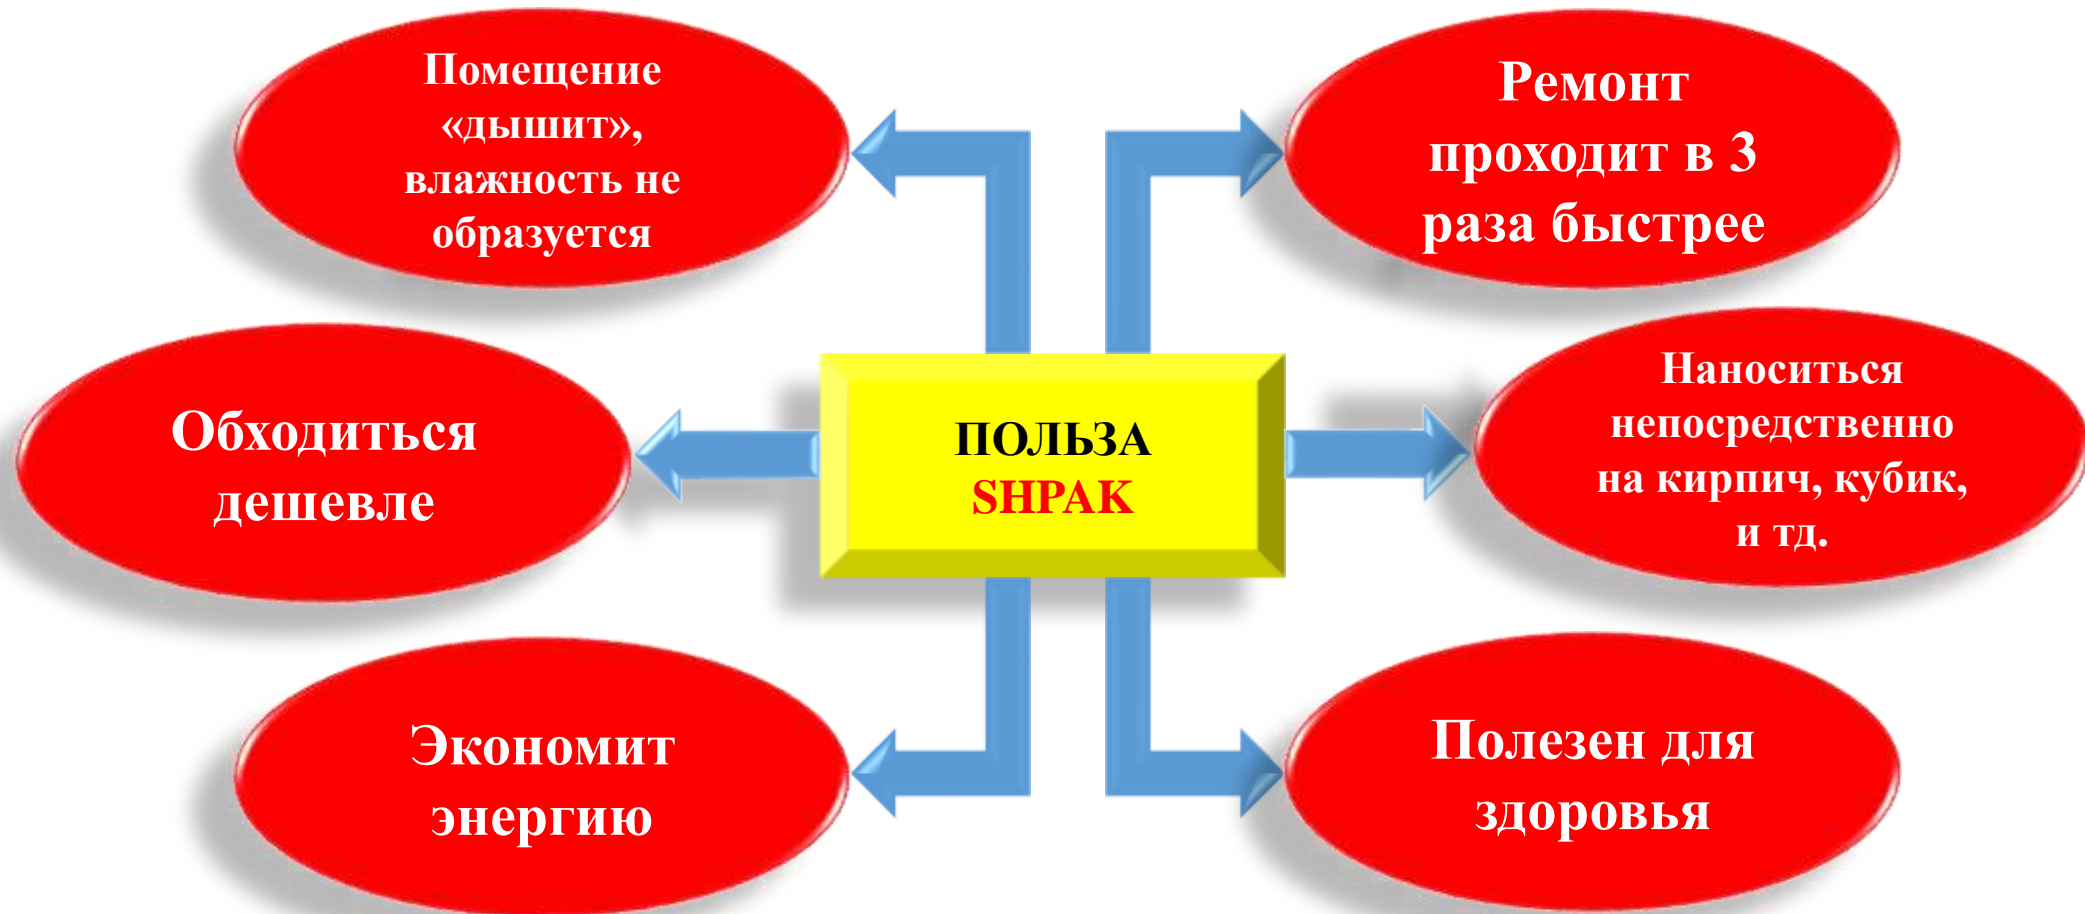 Помещение
«дышит»,
влажность не
образуется
Ремонт
проходит в 3
раза быстрее
Обходиться
дешевле
ПОЛЬЗА
SHPAK
Наноситься
непосредственно
на кирпич, кубик,
и тд.
Экономит
энергию
Полезен для
здоровья